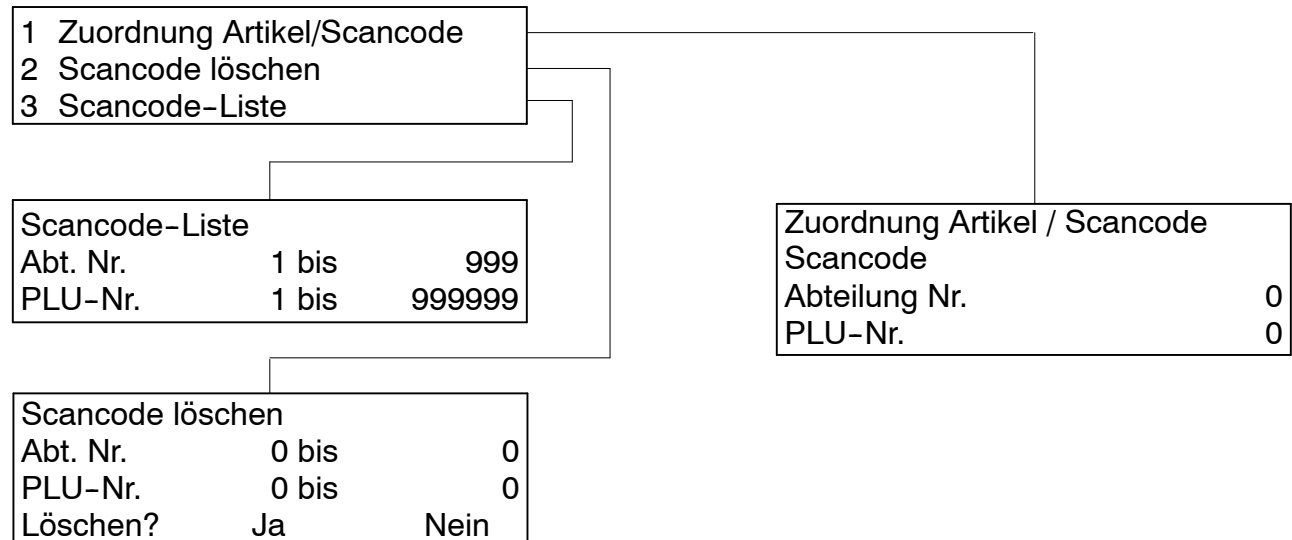 1 Zuordnung Artikel/Scancode
2 Scancode löschen
3 Scancode-Liste
Scancode-Liste
Abt. Nr. 1 bis 999
PLU-Nr. 1 bis 999999
Zuordnung Artikel / Scancode
Scancode
Abteilung Nr. 0
PLU-Nr. 0
Scancode löschen
Abt. Nr. 0 bis 0
PLU-Nr. 0 bis 0
Löschen? Ja Nein